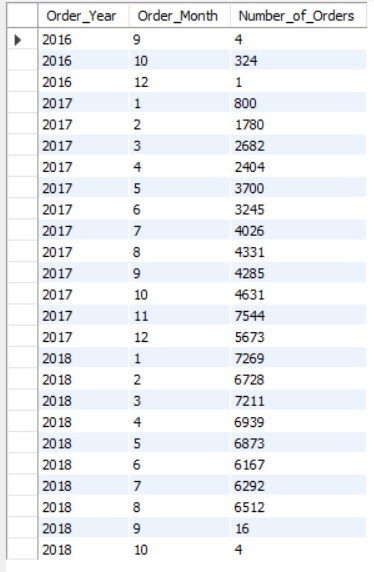 Order_Year Order_Month Number_of_Orders
2016 9 4
2016 10 324
2016 12 1
2017 1 800
2017 2 1780
2017 3 2682
2017 4 2404
2017 5 3700
2017 6 3245
2017 7 4026
2017 8 4331
2017 9 4285
2017 10 4631
2017 11 7544
2017 12 5673
2018 1 7269
2018 2 6728
2018 3 7211
2018 4 6939
2018 5 6873
2018 6 6167
2018 7 6292
2018 8 6512
2018 9 16
2018 10 4